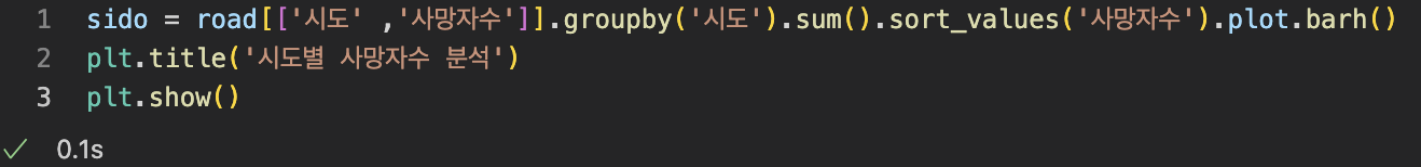 1 sido = road[['시도' ,'사망자수']].groupby('시도').sum().sort_values('사망자수').plot.barh()
2 plt.title('시도별 사망자수 분석')
3 plt.show()
0.1s